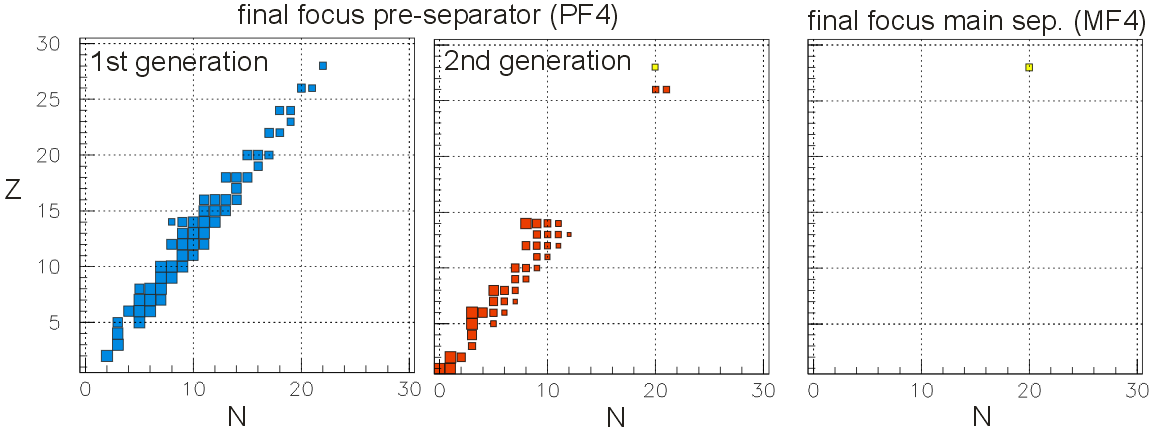 final focus pre-separator (PF4)
final focus main sep. (MF4)
1st generation
2nd generation
30
25
20
15
10
5
Z
0 10 20 30
0 10 20 30
0 10 20 30
N
N
N